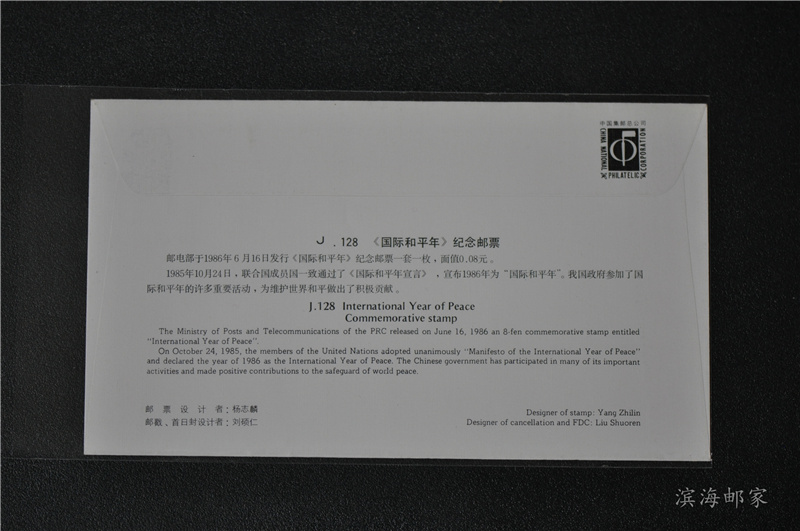 中国集邮总公司
CHINA NATIONAL
PHILATELIC
CORPORATION
J.128 《国际和平年》纪念邮票
邮电部于1986年6月16日发行《国际和平年》纪念邮票一套一枚，面值0.08元。
1985年10月24日，联合国成员国一致通过了《国际和平年宣言》，宣布1986年为“国际和平年”。我国政府参加了国
际和平年的许多重要活动，为维护世界和平做出了积极贡献。
J.128 International Year of Peace
Commemorative stamp
The Ministry of Posts and Telecommunications of the PRC released on June 16, 1986 an 8-fen commemorative stamp entitled
"International Year of Peace".
On October 24, 1985, the members of the United Nations adopted unanimously "Manifesto of the International Year of Peace"
and declared the year of 1986 as the International Year of Peace. The Chinese government has participated in many of its important
activities and made positive contributions to the safeguard of world peace.
邮票设计者：杨志麟
邮戳、首日封设计者：刘硕仁
Designer of stamp: Yang Zhilin
Designer of cancellation and FDC: Liu Shuoren
滨海邮家